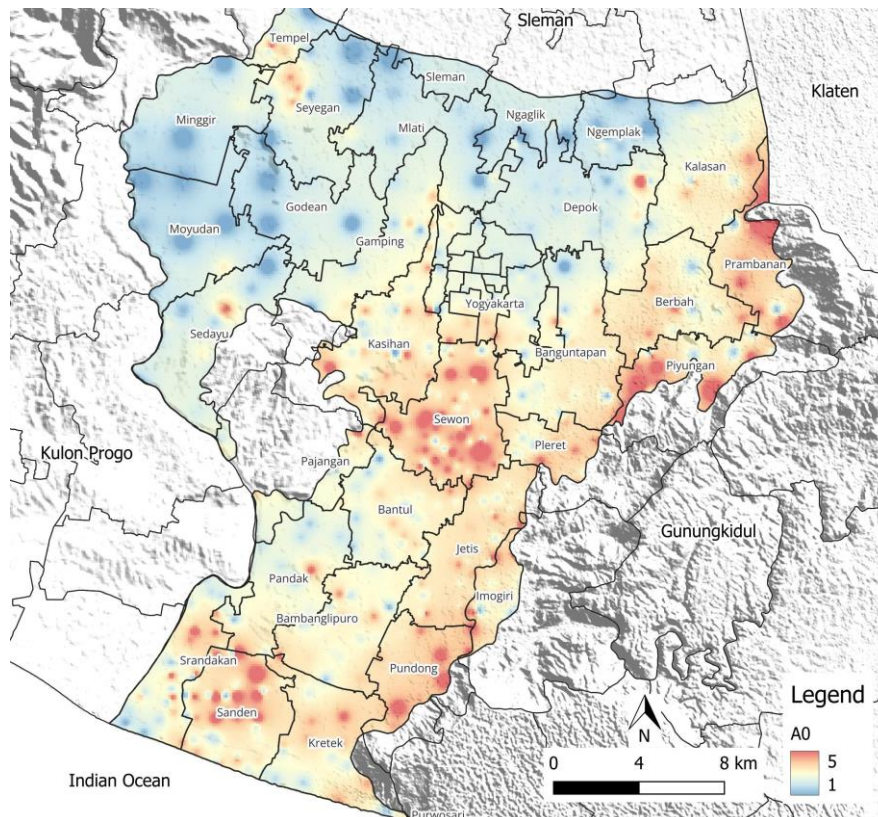 Sleman
Tempel
Sleman
Klaten
Seyegan
Minggir
Mlati
Ngaglik
Ngemplak
Kalasan
Godean
Depok
Moyudan
Gamping
Prambanan
Yogyakarta
Berbah
Sedayu
Kasihan
Banguntapan
Piyungan
Sewon
Pleret
Kulon Progo
Pajangan
Bantul
Gunungkidul
Jetis
Pandak
Imogiri
Bambanglipuro
Srandakan
Pundong
Sanden
Kretek
Indian Ocean
Purwosari
N
0 4 8 km
Legend
A0
5
1